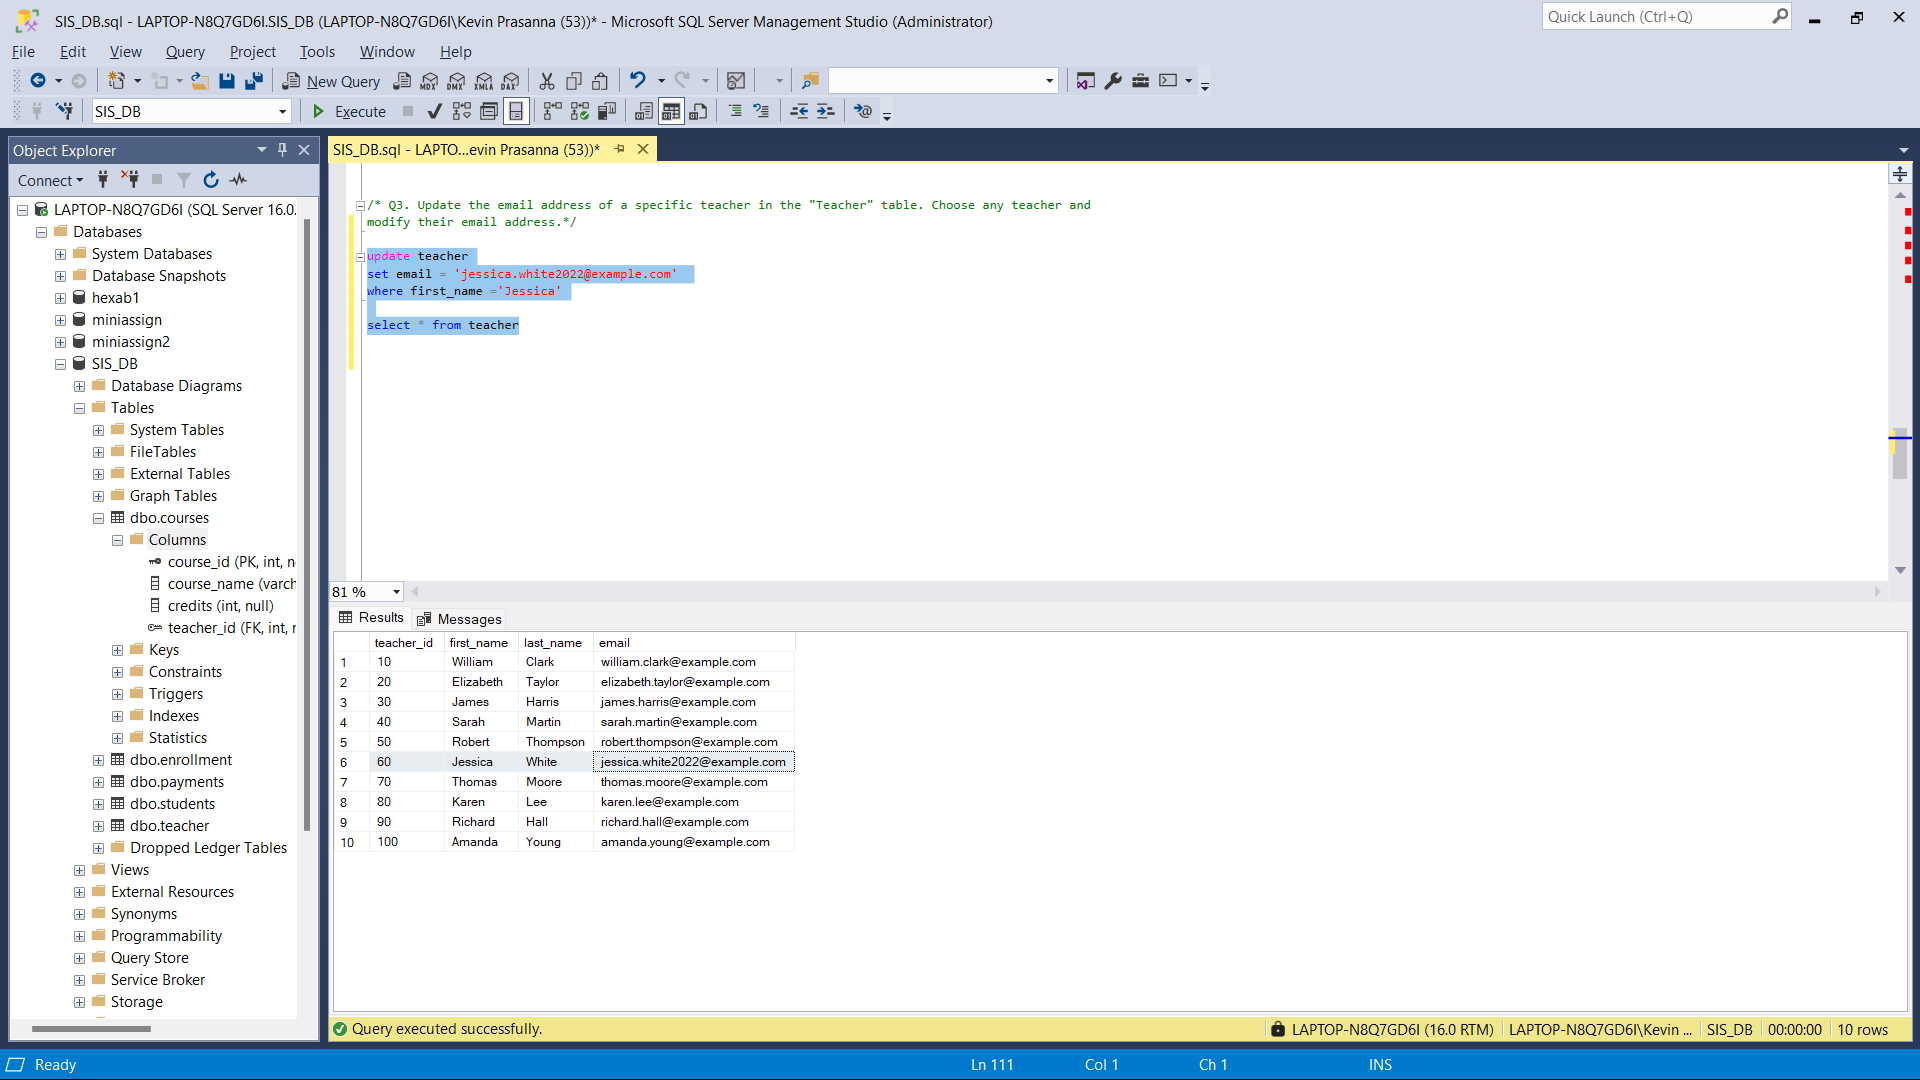 SIS_DB.sql - LAPTOP-N8Q7GD6I.SIS_DB (LAPTOP-N8Q7GD6I\Kevin Prasanna (53))* - Microsoft SQL Server Management Studio (Administrator)
Quick Launch (Ctrl+Q)
File Edit View Query Project Tools Window Help
New Query MDX DMX XMLA DAX
SIS_DB Execute
Object Explorer
SIS_DB.sql - LAPTO...evin Prasanna (53))*
Connect
LAPTOP-N8Q7GD6I (SQL Server 16.0.
Databases
System Databases
Database Snapshots
hexab1
miniassign
miniassign2
SIS_DB
Database Diagrams
Tables
System Tables
FileTables
External Tables
Graph Tables
dbo.courses
Columns
course_id (PK, int, n
course_name (varch
credits (int, null)
teacher_id (FK, int, r
Keys
Constraints
Triggers
Indexes
Statistics
dbo.enrollment
dbo.payments
dbo.students
dbo.teacher
Dropped Ledger Tables
Views
External Resources
Synonyms
Programmability
Query Store
Service Broker
Storage
/* Q3. Update the email address of a specific teacher in the "Teacher" table. Choose any teacher and
modify their email address.*/
update teacher
set email = 'jessica.white2022@example.com'
where first_name ='Jessica'
select * from teacher
81 %
Results Messages
teacher_id first_name last_name email
1 10 William Clark william.clark@example.com
2 20 Elizabeth Taylor elizabeth.taylor@example.com
3 30 James Harris james.harris@example.com
4 40 Sarah Martin sarah.martin@example.com
5 50 Robert Thompson robert.thompson@example.com
6 60 Jessica White jessica.white2022@example.com
7 70 Thomas Moore thomas.moore@example.com
8 80 Karen Lee karen.lee@example.com
9 90 Richard Hall richard.hall@example.com
10 100 Amanda Young amanda.young@example.com
Query executed successfully. LAPTOP-N8Q7GD6I (16.0 RTM) LAPTOP-N8Q7GD6I\Kevin ... SIS_DB 00:00:00 10 rows
Ready Ln 111 Col 1 Ch 1 INS